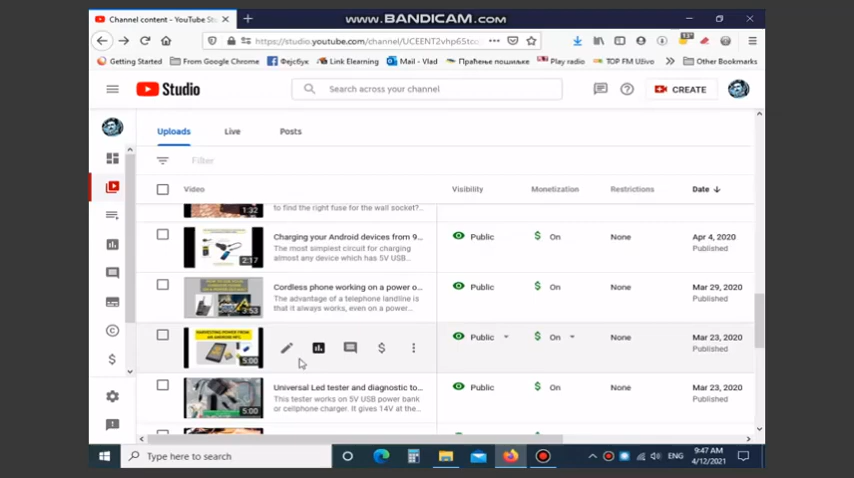 www.BANDICAM.com
Channel content - YouTube Stu
https://studio.youtube.com/channel/UCEENT2vhp65tco
Getting Started
From Google Chrome
Фејсбук
Link Elearning
Mail - Vlad
Праћење пошиљке
Play radio
TOP FM Uživo
Other Bookmarks
Studio
Search across your channel
CREATE
Uploads
Live
Posts
Filter
Video
Visibility
Monetization
Restrictions
Date
1:32
to find the right fuse for the wall socket?...
2:17
Charging your Android devices from 9...
The most simplest circuit for charging
almost any device which has 5V USB
Public
On
None
Apr 4, 2020
Published
3:53
Cordless phone working on a power o...
The advantage of a telephone landline is
that it always works, even on a power...
Public
On
None
Mar 29, 2020
Published
HARVESTING POWER FROM
5:00
Public
On
None
Mar 23, 2020
Published
5:00
Universal Led tester and diagnostic to...
This tester works on 5V USB power bank
or cellphone charger. It gives 14V at the
Public
On
None
Mar 23, 2020
Published
Type here to search
ENG
9:47 AM
4/12/2021